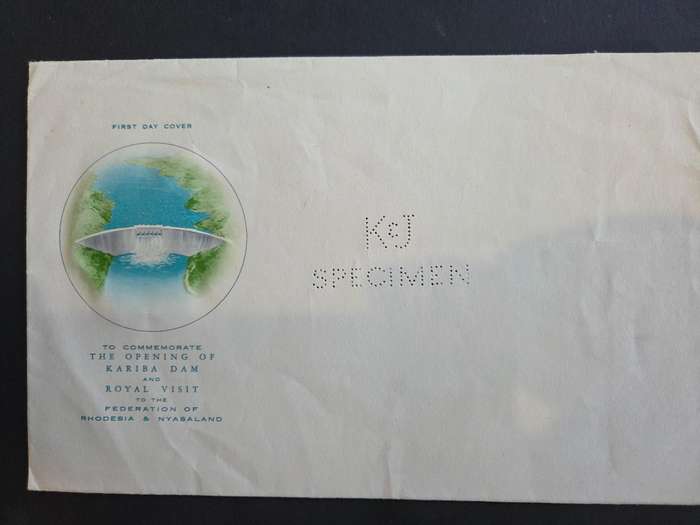 FIRST DAY COVER
TO COMMEMORATE
THE OPENING OF
KARIBA DAM
AND
ROYAL VISIT
TO THE
FEDERATION OF
RHODESIA & NYASALAND
KcJ
SPECIMEN